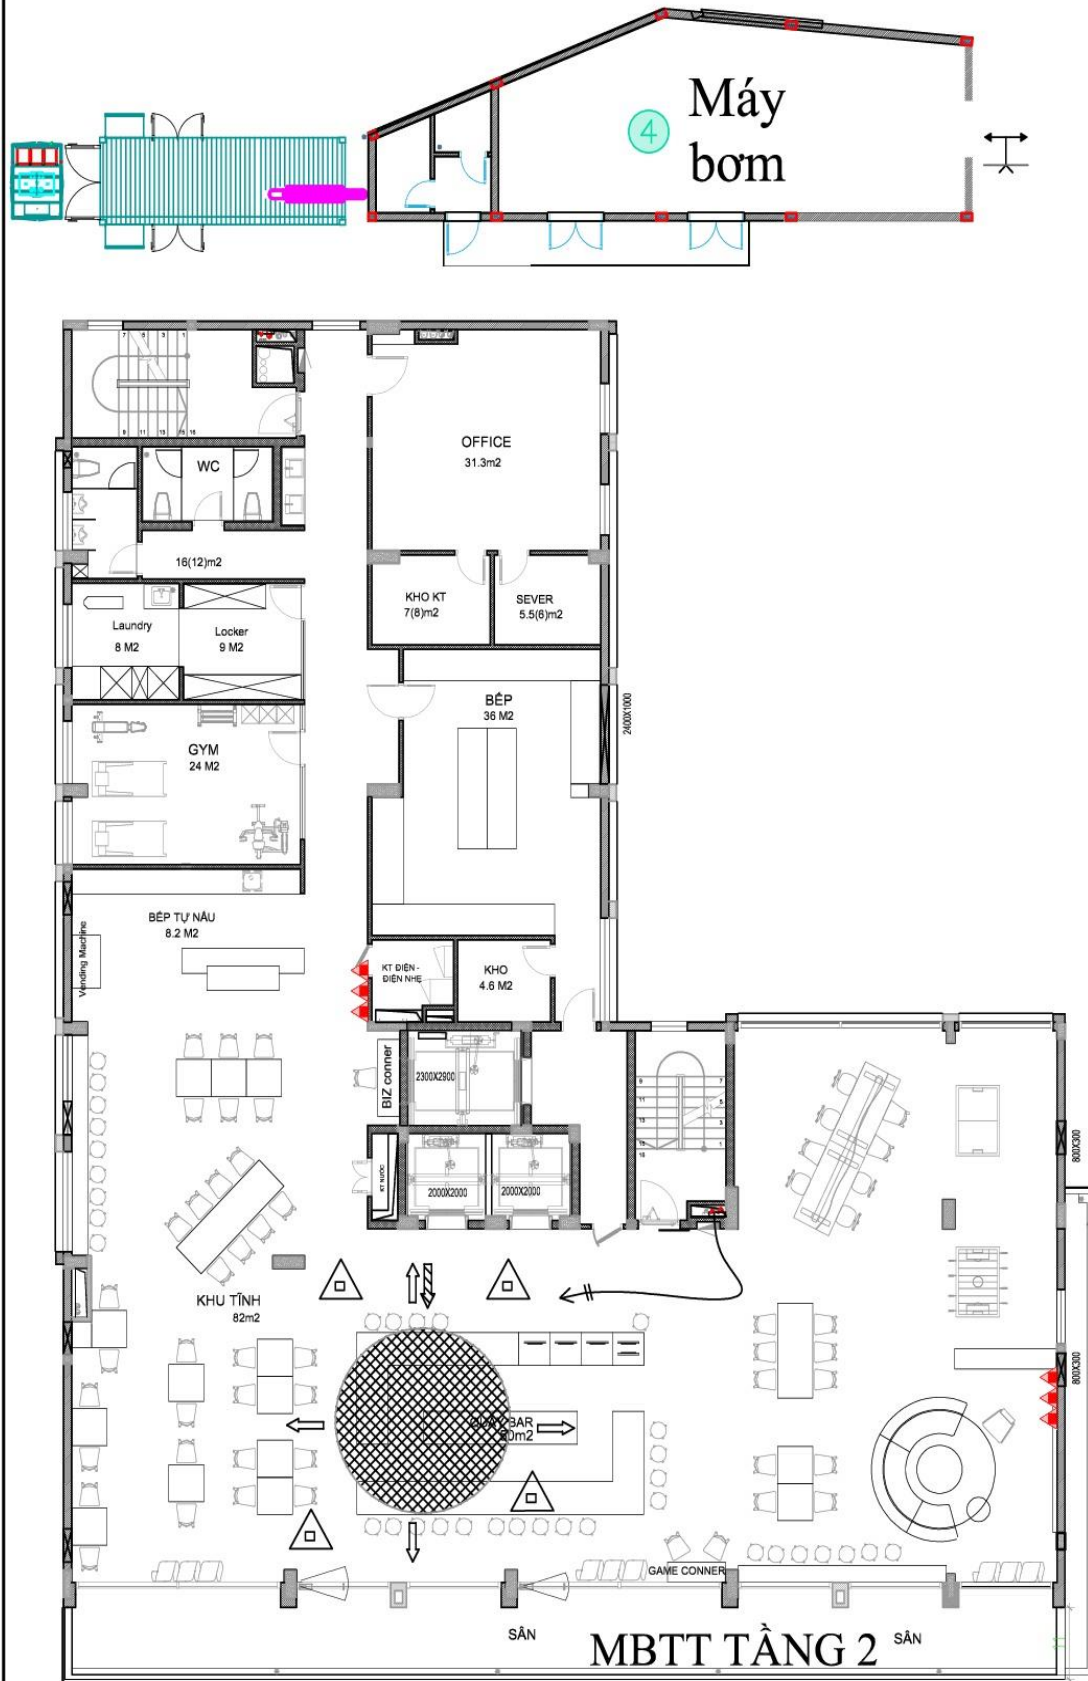 4
Máy
bơm
OFFICE
31.3m2
WC
16(12)m2
KHO KT
7(8)m2
SEVER
5.5(6)m2
Laundry
8 M2
Locker
9 M2
BẾP
36 M2
2400X1000
GYM
24 M2
BẾP TỰ NẤU
8.2 M2
Vending Machine
KT ĐIỆN -
ĐIỆN NHẸ
KHO
4.6 M2
BIZ conner
2300X2900
KT NƯỚC
2000X2000
2000X2000
800X300
KHU TĨNH
82m2
800X300
QUẦY BAR
GAME CONNER
SÂN
MBTT TẦNG 2
SÂN